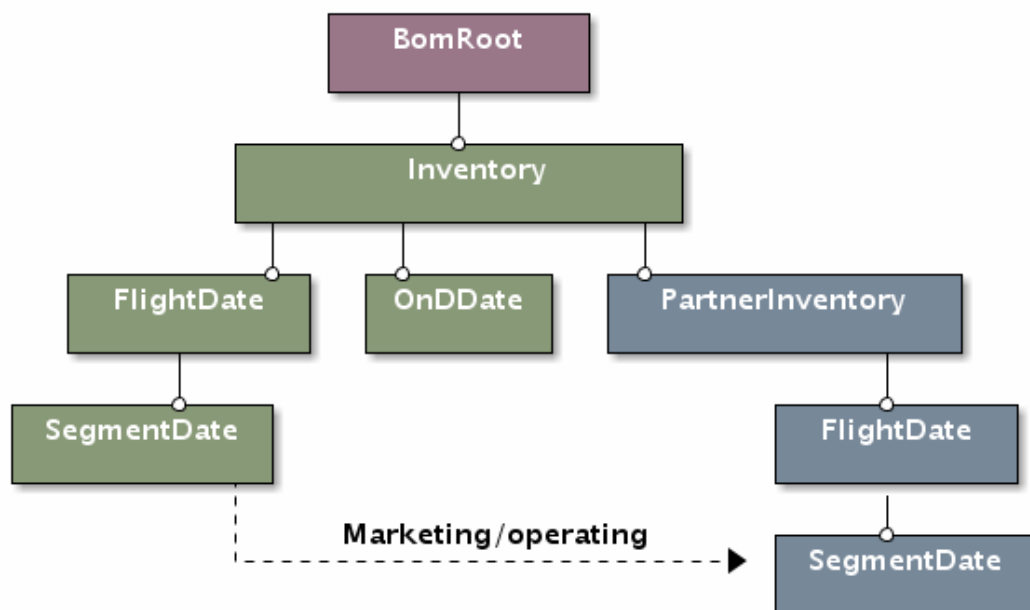 BomRoot
Inventory
FlightDate
OnDDate
PartnerInventory
SegmentDate
FlightDate
Marketing/operating
SegmentDate